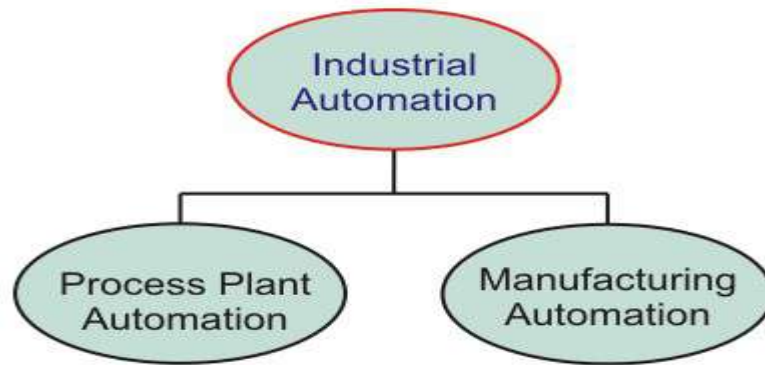 Industrial
Automation
Process Plant
Automation
Manufacturing
Automation